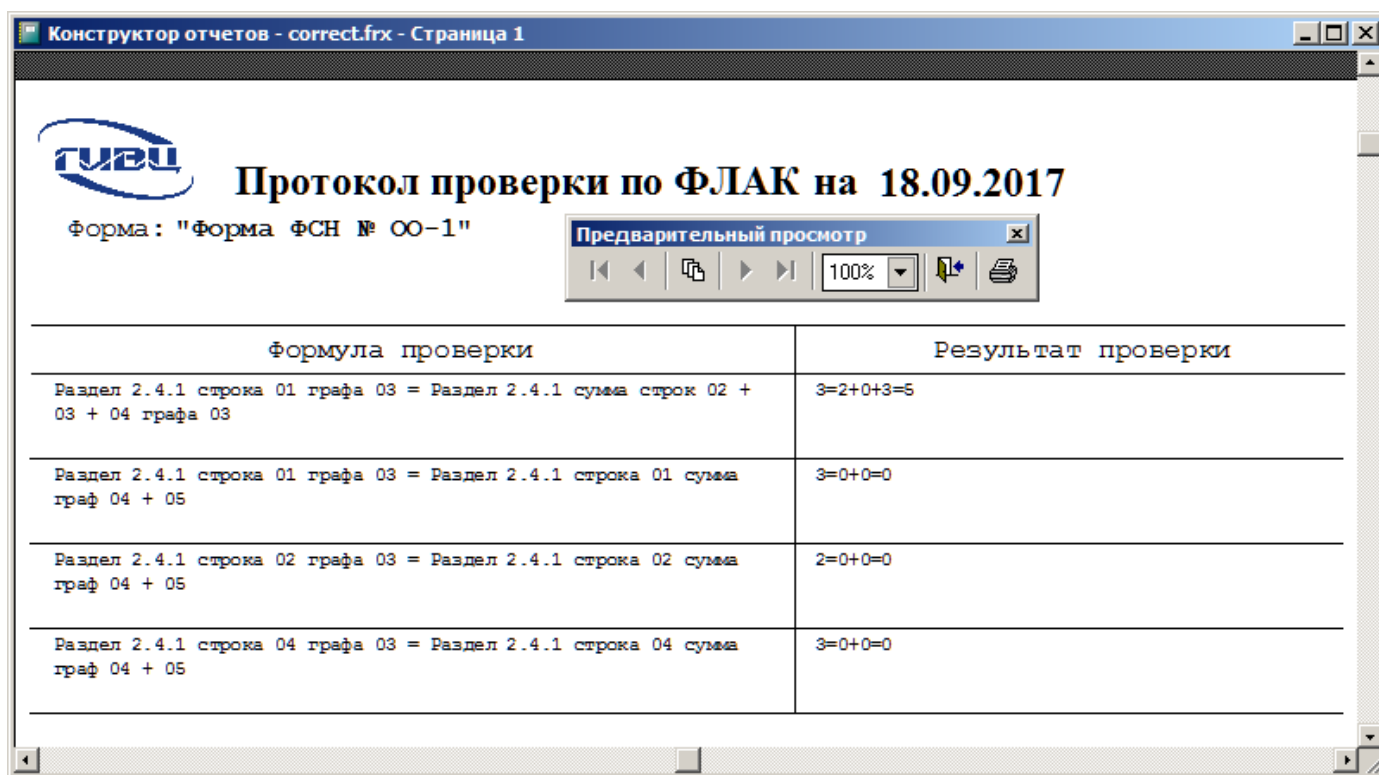 Конструктор отчетов - correct.frx - Страница 1
ГИВЦ
Протокол проверки по ФЛАК на 18.09.2017
Форма: "Форма ФСН № ОО-1"
Предварительный просмотр
100%
Формула проверки
Результат проверки
Раздел 2.4.1 строка 01 графа 03 = Раздел 2.4.1 сумма строк 02 +
03 + 04 графа 03
3=2+0+3=5
Раздел 2.4.1 строка 01 графа 03 = Раздел 2.4.1 строка 01 сумма
граф 04 + 05
3=0+0=0
Раздел 2.4.1 строка 02 графа 03 = Раздел 2.4.1 строка 02 сумма
граф 04 + 05
2=0+0=0
Раздел 2.4.1 строка 04 графа 03 = Раздел 2.4.1 строка 04 сумма
граф 04 + 05
3=0+0=0